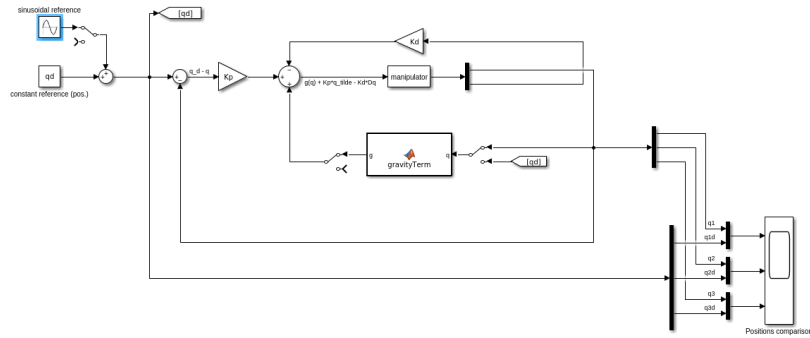 sinusoidal reference
[qd]
qd
constant reference (pos.)
q_d - q
Kp
Kd
g(q) + Kp*q_tilde - Kd*Dq
manipulator
g
gravityTerm
q
[qd]
q1
q1d
q2
q2d
q3
q3d
Positions comparison